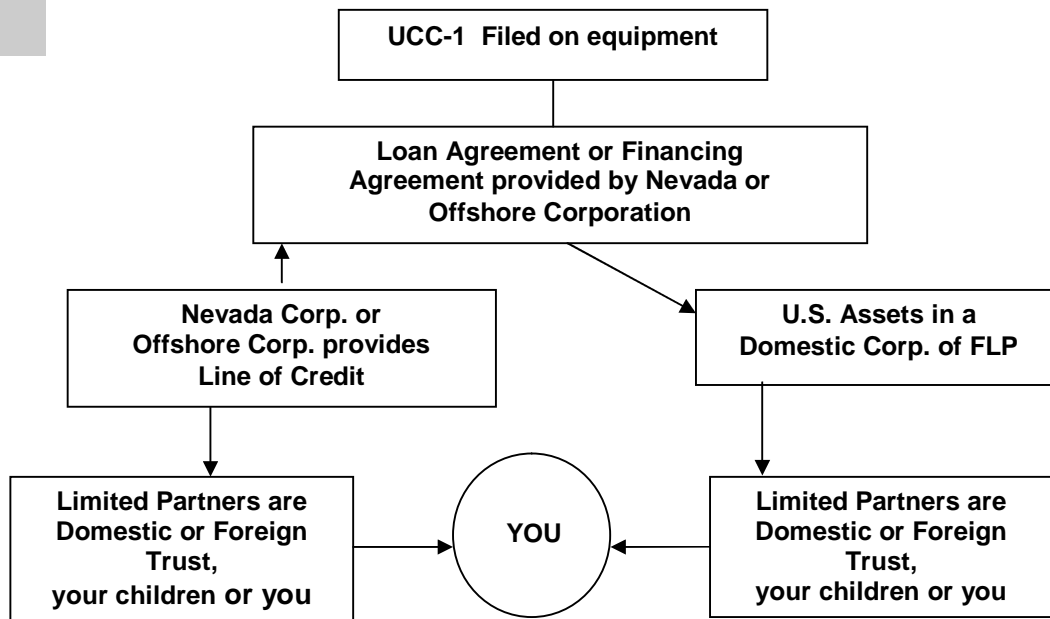 UCC-1 Filed on equipment
Loan Agreement or Financing
Agreement provided by Nevada or
Offshore Corporation
Nevada Corp. or
Offshore Corp. provides
Line of Credit
U.S. Assets in a
Domestic Corp. of FLP
Limited Partners are
Domestic or Foreign
Trust,
your children or you
YOU
Limited Partners are
Domestic or Foreign
Trust,
your children or you